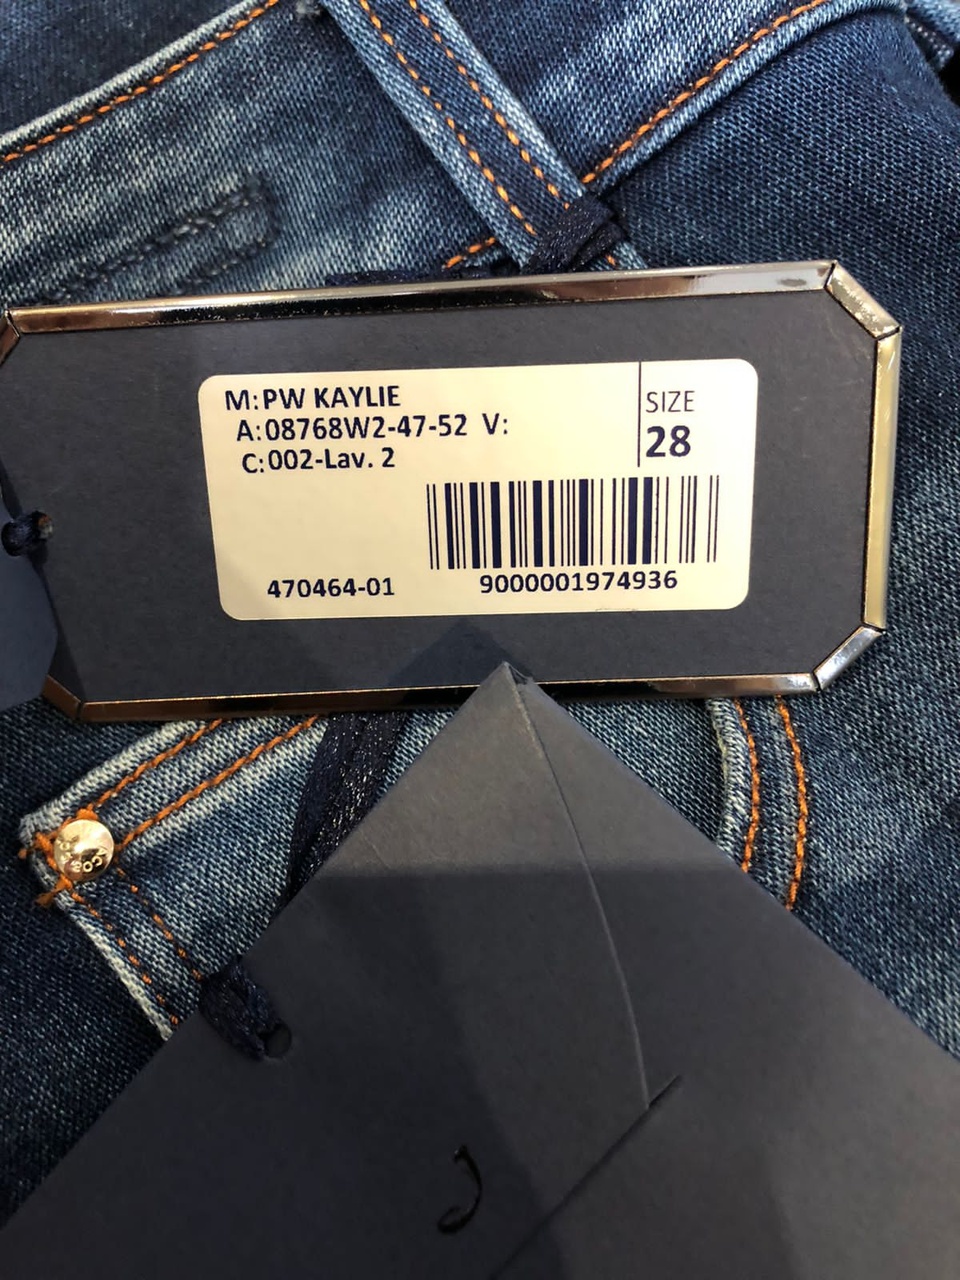 M: PW KAYLIE
A: 08768W2-47-52 V:
C: 002-Lav. 2
SIZE
28
470464-01
9000001974936
J